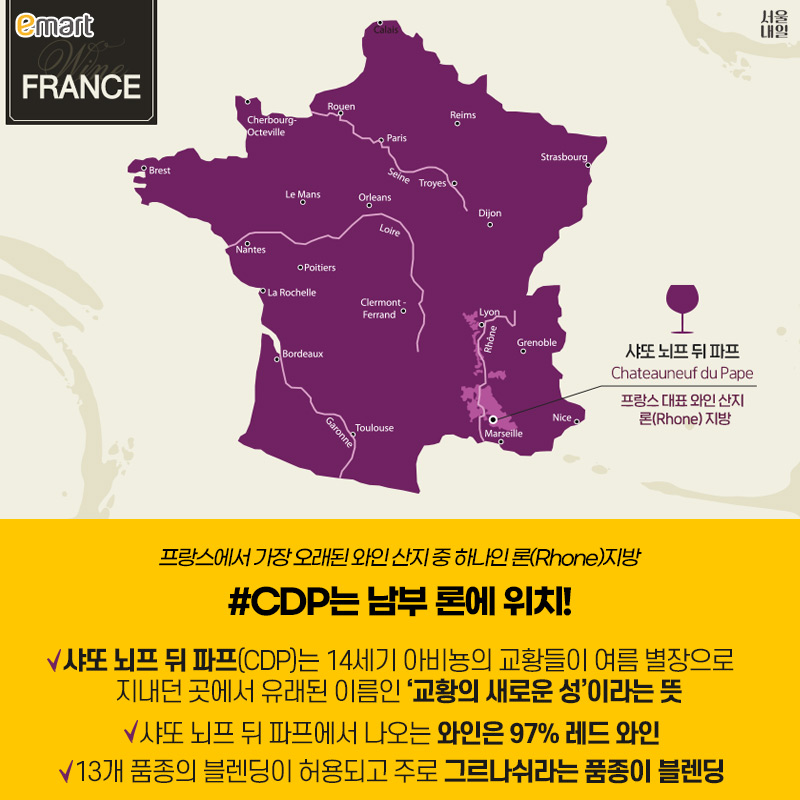 emart
Wine
FRANCE
서울
내일
Calais
Cherbourg-
Octeville
Rouen
Reims
Paris
Strasbourg
Brest
Seine
Troyes
Le Mans
Orleans
Dijon
Loire
Nantes
Poitiers
La Rochelle
Clermont -
Ferrand
Lyon
Rhône
Grenoble
Bordeaux
Garonne
Toulouse
Nice
Marseille
샤또 뇌프 뒤 파프
Chateauneuf du Pape
프랑스 대표 와인 산지
론(Rhone) 지방
프랑스에서 가장 오래된 와인 산지 중 하나인 론(Rhone)지방
#CDP는 남부 론에 위치!
✓샤또 뇌프 뒤 파프(CDP)는 14세기 아비뇽의 교황들이 여름 별장으로
지내던 곳에서 유래된 이름인 ‘교황의 새로운 성’이라는 뜻
✓샤또 뇌프 뒤 파프에서 나오는 와인은 97% 레드 와인
✓13개 품종의 블렌딩이 허용되고 주로 그르나쉬라는 품종이 블렌딩